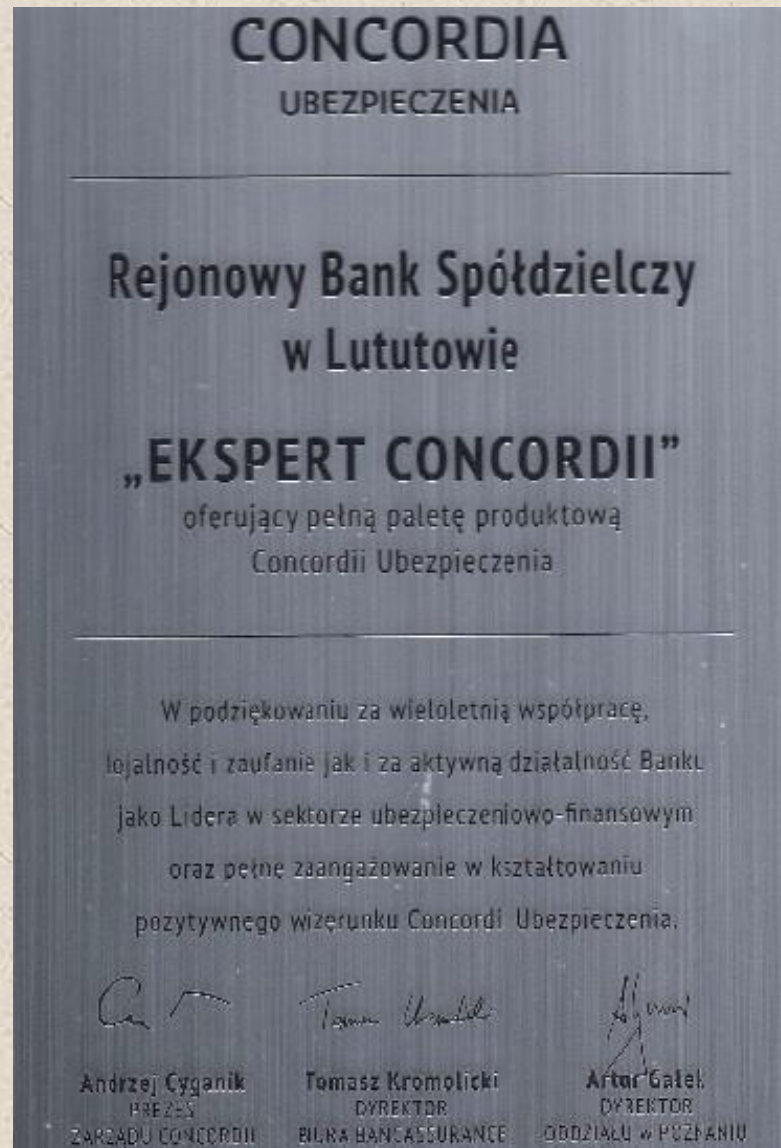 CONCORDIA
UBEZPIECZENIA
Rejonowy Bank Spółdzielczy
w Lututowie
„EKSPERT CONCORDII”
oferujący pełną paletę produktową
Concordii Ubezpieczenia
W podziękowaniu za wieloletnią współpracę,
lojalność i zaufanie jak i za aktywną działalność Banku
jako Lidera w sektorze ubezpieczeniowo-finansowym
oraz pełne zaangażowanie w kształtowaniu
pozytywnego wizerunku Concordi Ubezpieczenia.
Andrzej Cyganik Tomasz Kromolicki Artur Gałek
PREZES DYREKTOR DYREKTOR
ZARZĄDU CONCORDII BIURA BANCASSURANCE ODDZIAŁU w POZNANIU